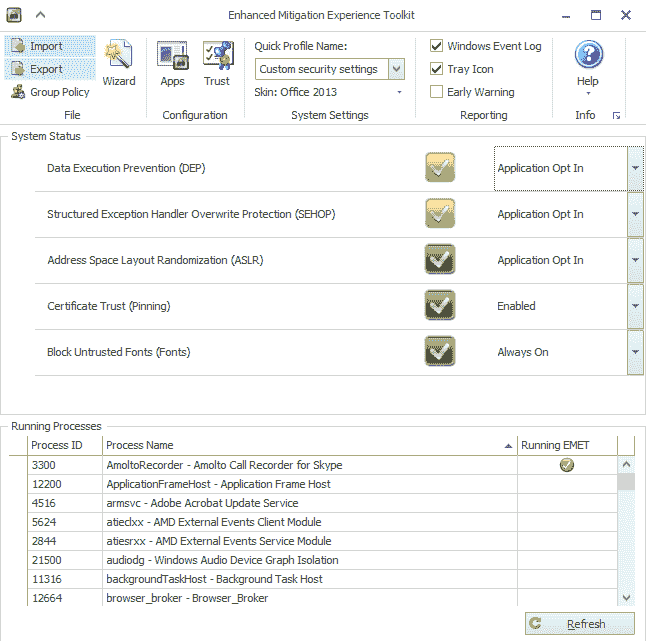 Enhanced Mitigation Experience Toolkit
Import
Export
Group Policy
File
Wizard
Apps
Trust
Configuration
Quick Profile Name:
Custom security settings
Skin: Office 2013
System Settings
Windows Event Log
Tray Icon
Early Warning
Reporting
Help
Info
System Status
Data Execution Prevention (DEP) Application Opt In
Structured Exception Handler Overwrite Protection (SEHOP) Application Opt In
Address Space Layout Randomization (ASLR) Application Opt In
Certificate Trust (Pinning) Enabled
Block Untrusted Fonts (Fonts) Always On
Running Processes
Process ID Process Name Running EMET
3300 AmoltoRecorder - Amolto Call Recorder for Skype
12200 ApplicationFrameHost - Application Frame Host
4516 armsvc - Adobe Acrobat Update Service
5624 atieclxx - AMD External Events Client Module
2844 atiesrxx - AMD External Events Service Module
21500 audiodg - Windows Audio Device Graph Isolation
11316 backgroundTaskHost - Background Task Host
12664 browser_broker - Browser_Broker
Refresh